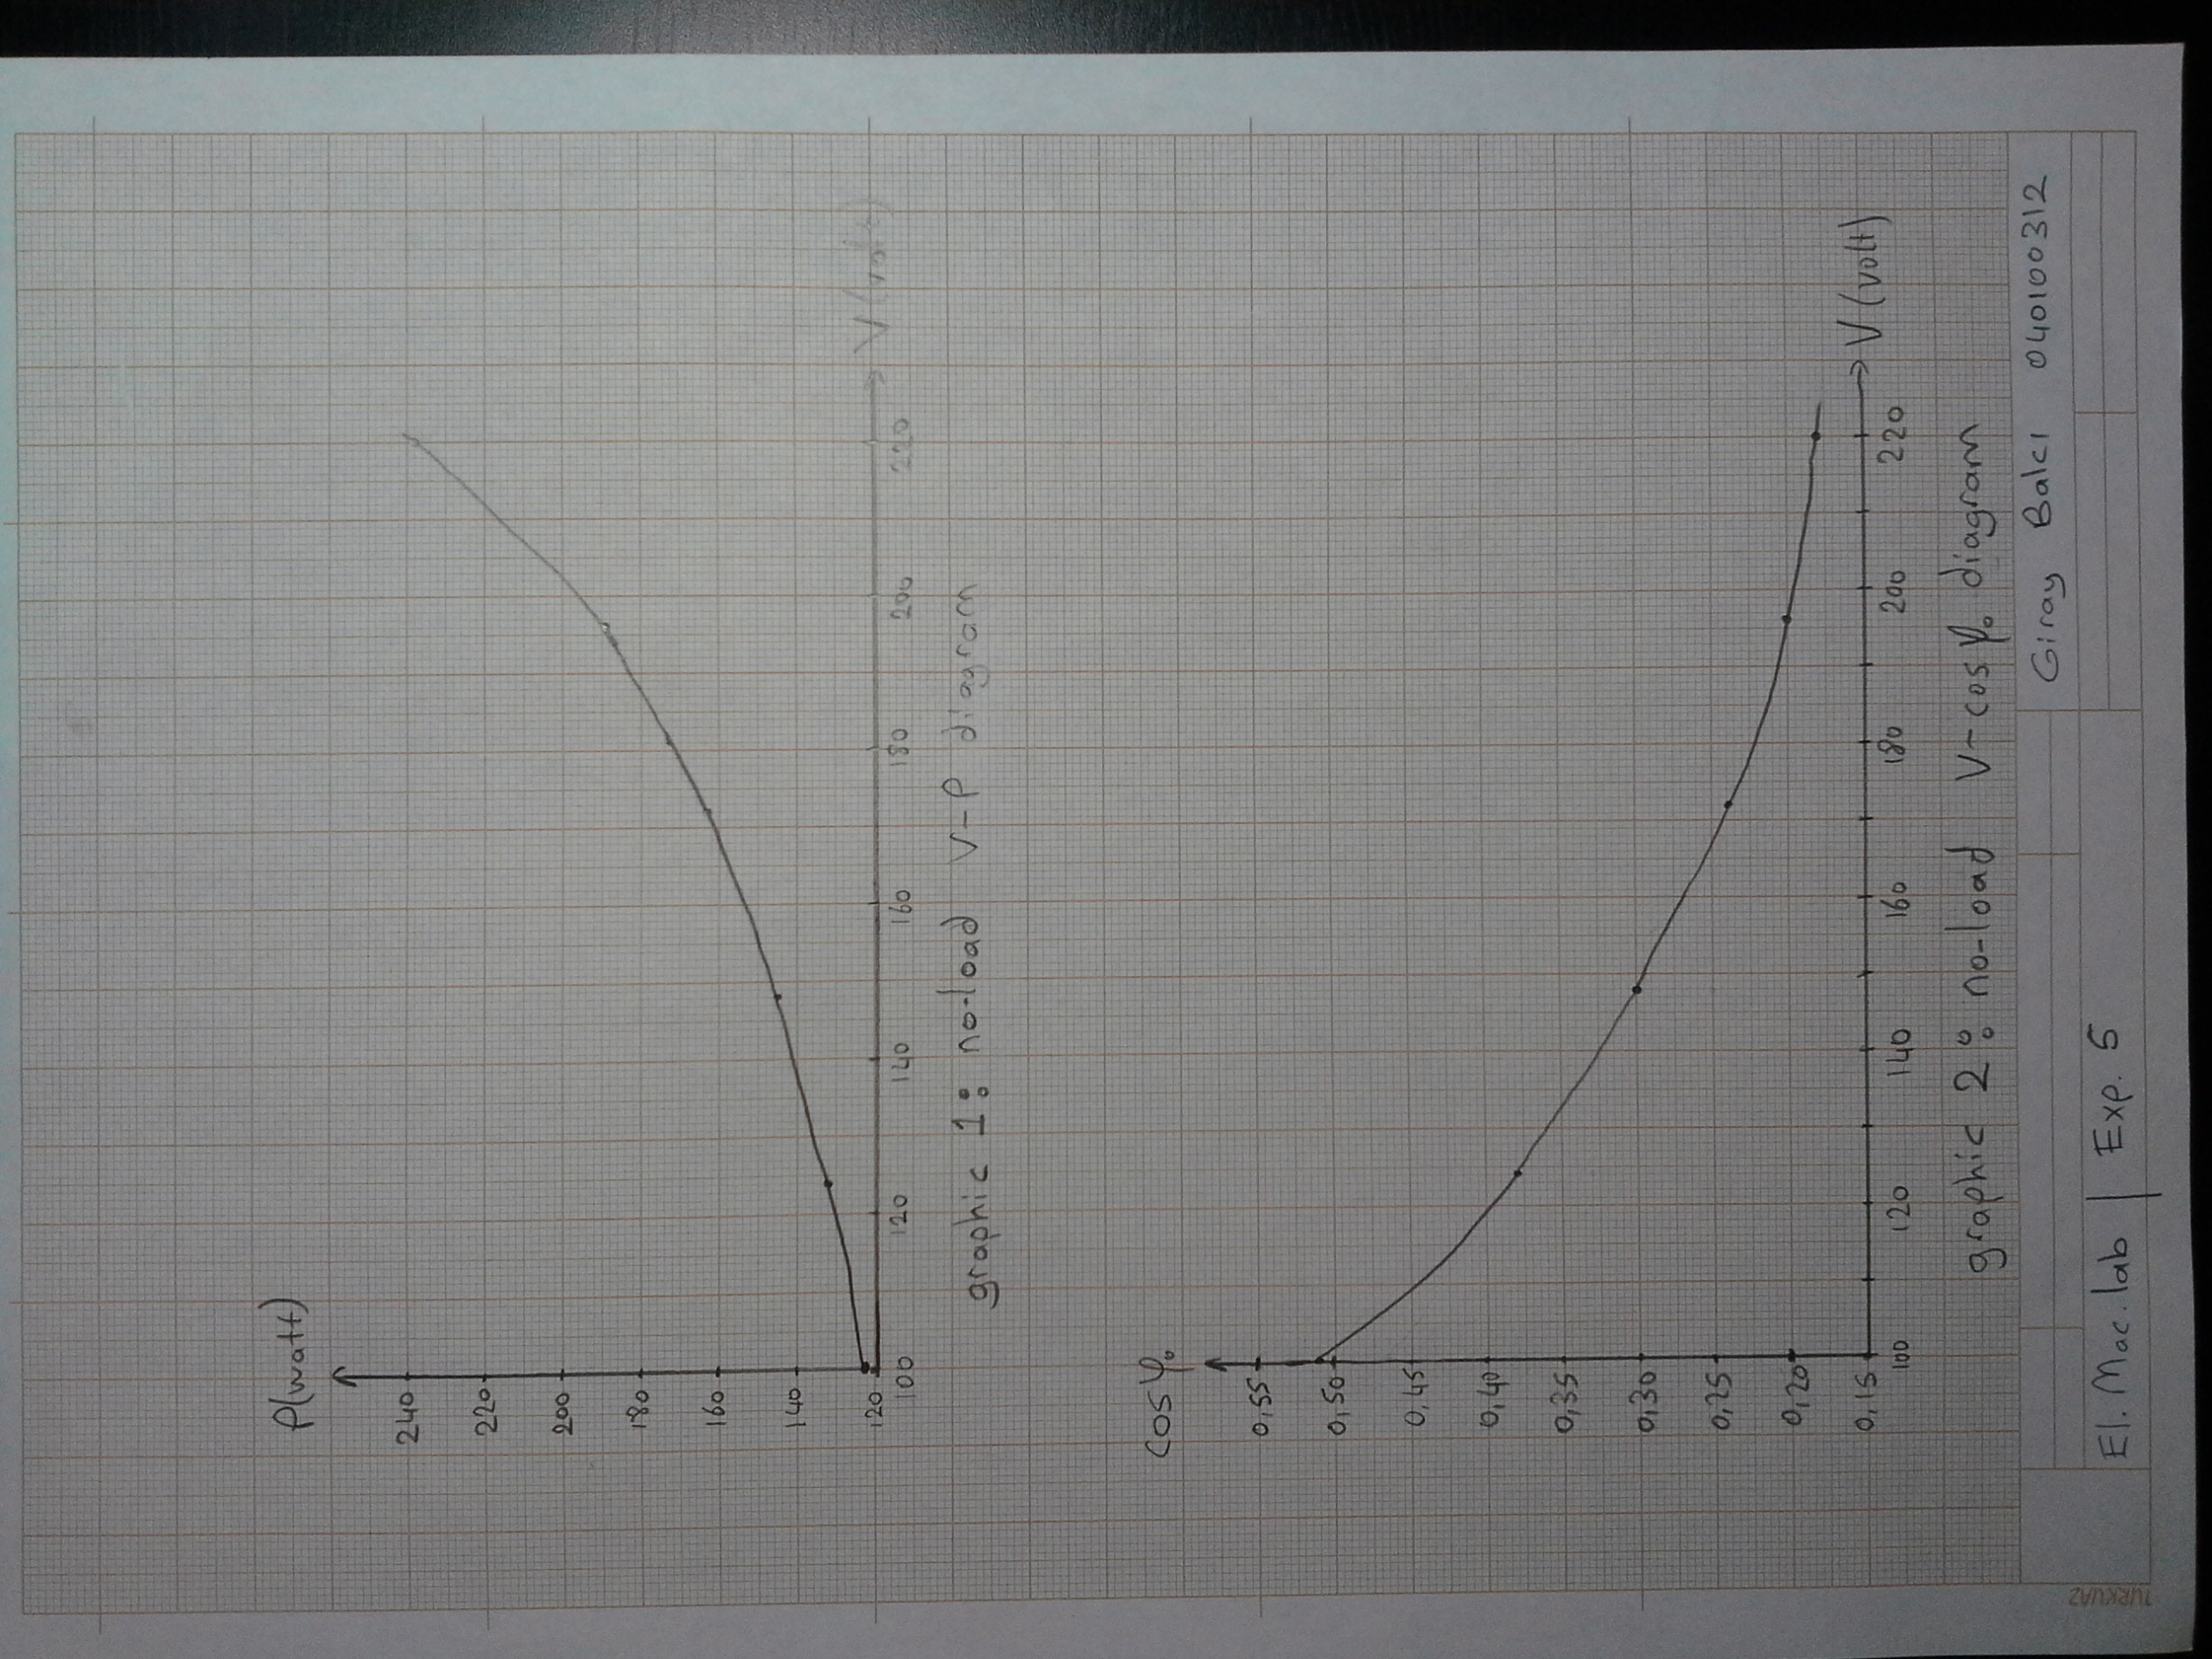 P(watt)
240
220
200
180
160
140
120
100 120 140 160 180 200 220 V(volt)
graphic 1: no-load V-P diagram
cos φ₀
0,55
0,50
0,45
0,40
0,35
0,30
0,25
0,20
0,15
100 120 140 160 180 200 220 V(volt)
graphic 2: no-load V-cos φ₀ diagram
Giray Balcı 040100312
El. Mac. lab | Exp. 5
TURKUAZ